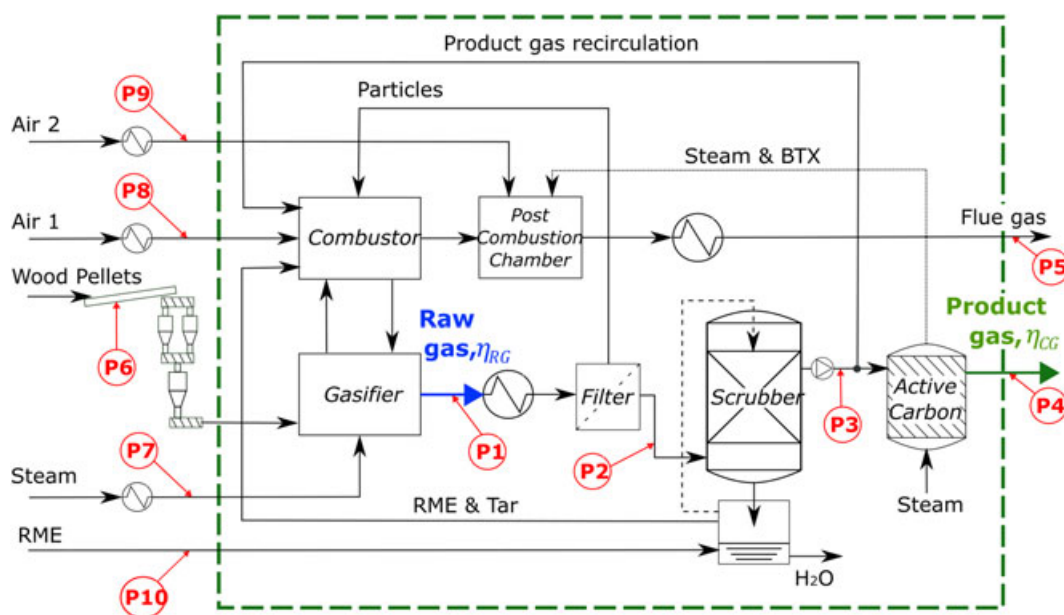 Product gas recirculation
Particles
P9
Air 2
Steam & BTX
P8
Air 1
Combustor
Post
Combustion
Chamber
Flue gas
P5
Wood Pellets
P6
Raw
gas,ηRG
Product
gas,ηCG
Gasifier
P1
Filter
Scrubber
P3
Active
Carbon
P4
P7
P2
Steam
RME & Tar
Steam
RME
H₂O
P10